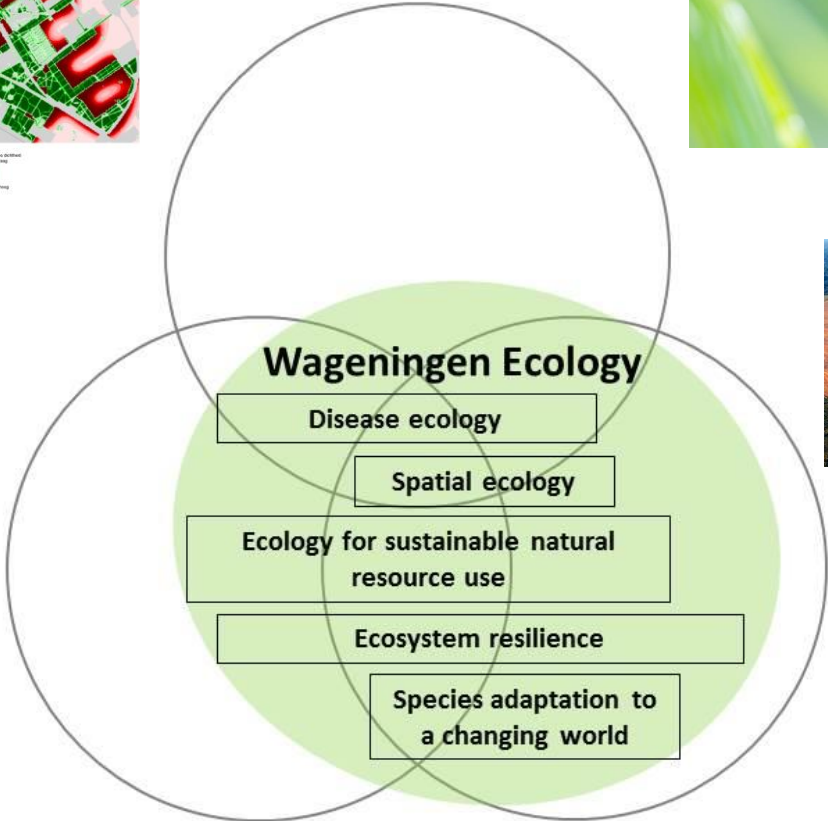 Wageningen Ecology
Disease ecology
Spatial ecology
Ecology for sustainable natural
resource use
Ecosystem resilience
Species adaptation to
a changing world